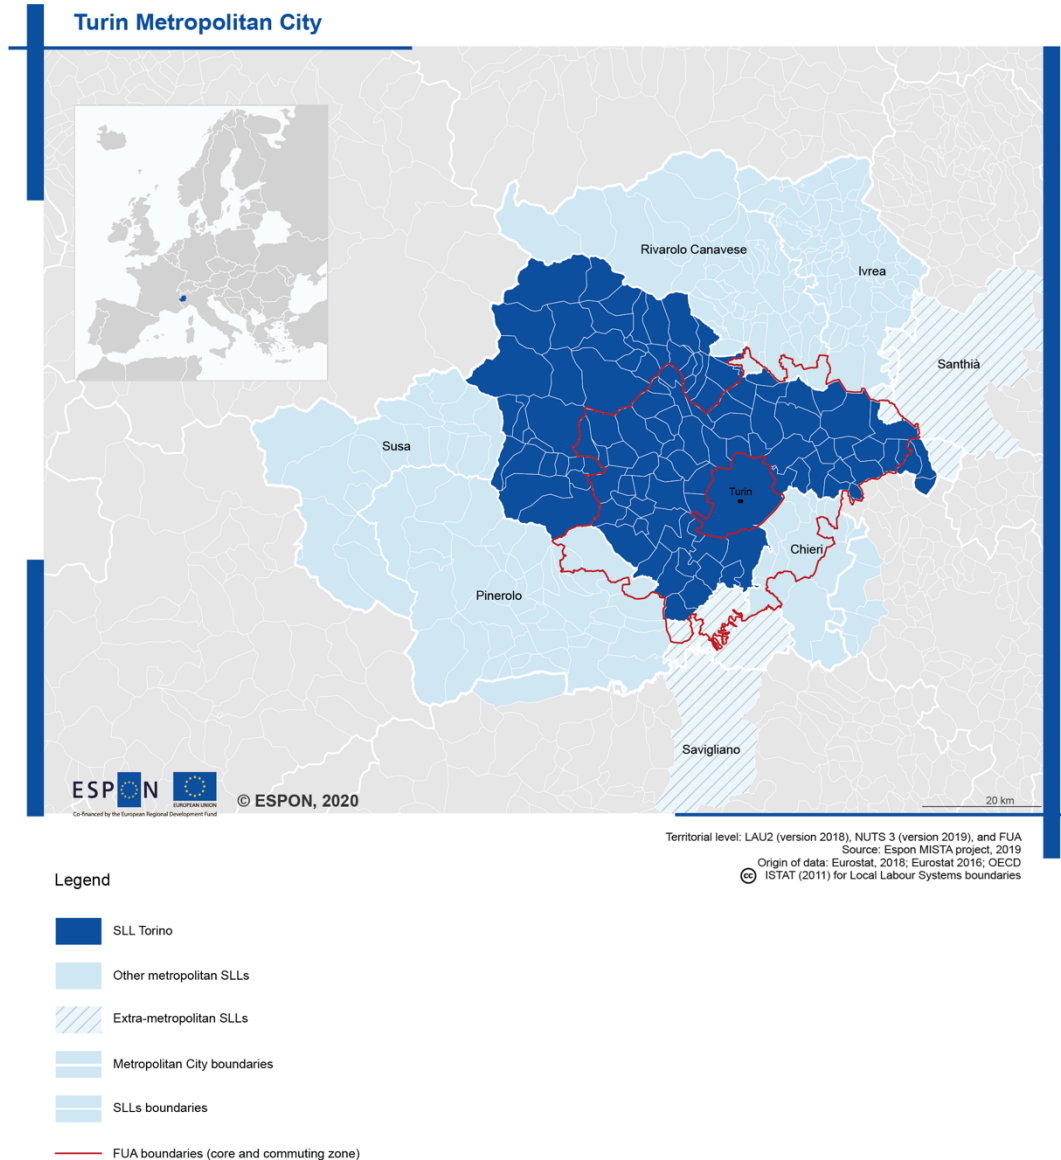 Turin Metropolitan City
Rivarolo Canavese
Ivrea
Santhià
Susa
Turin
Chieri
Pinerolo
Savigliano
ESPON
EUROPEAN UNION
Co-financed by the European Regional Development Fund
© ESPON, 2020
20 km
Territorial level: LAU2 (version 2018), NUTS 3 (version 2019), and FUA
Source: Espon MISTA project, 2019
Origin of data: Eurostat, 2018; Eurostat 2016; OECD
cc ISTAT (2011) for Local Labour Systems boundaries
Legend
SLL Torino
Other metropolitan SLLs
Extra-metropolitan SLLs
Metropolitan City boundaries
SLLs boundaries
FUA boundaries (core and commuting zone)